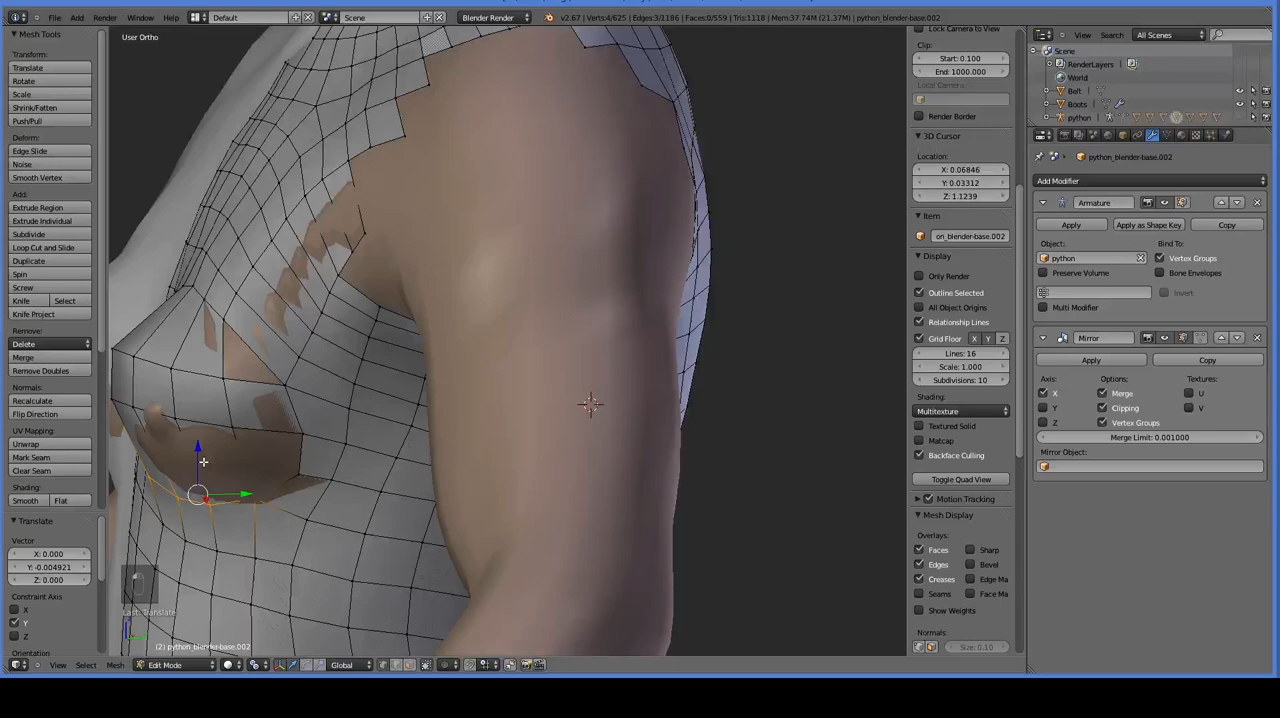 File Add Render Window Help Default Scene Blender Render v2.67 | Verts:4/625 | Edges:3/1186 | Faces:0/559 | Tris:1118 | Mem:37.74M (21.37M) | python_blender-base.002
Mesh Tools
Transform:
Translate
Rotate
Scale
Shrink/Fatten
Push/Pull
Deform:
Edge Slide
Noise
Smooth Vertex
Add:
Extrude Region
Extrude Individual
Subdivide
Loop Cut and Slide
Duplicate
Spin
Screw
Knife Select
Knife Project
Remove:
Delete
Merge
Remove Doubles
Normals:
Recalculate
Flip Direction
UV Mapping:
Unwrap
Mark Seam
Clear Seam
Shading:
Smooth Flat
Translate
Vector
X: 0.000
Y: -0.004921
Z: 0.000
Constraint Axis
X
Y
Z
Orientation
User Ortho
Last: Translate
(2) python_blender-base.002
View Select Mesh Edit Mode Global
Lock Camera to View
Clip:
Start: 0.100
End: 1000.000
Local Camera:
Render Border
3D Cursor
Location:
X: 0.06846
Y: 0.03312
Z: 1.1239
Item
on_blender-base.002
Display
Only Render
Outline Selected
All Object Origins
Relationship Lines
Grid Floor X Y Z
Lines: 16
Scale: 1.000
Subdivisions: 10
Shading:
Multitexture
Textured Solid
Matcap
Backface Culling
Toggle Quad View
Motion Tracking
Mesh Display
Overlays:
Faces Sharp
Edges Bevel
Creases Edge Ma
Seams Face Ma
Show Weights
Normals:
Size: 0.10
View Search All Scenes
Scene
RenderLayers
World
Belt
Boots
python
python_blender-base.002
Add Modifier
Armature
Apply Apply as Shape Key Copy
Object: Bind To:
python Vertex Groups
Preserve Volume Bone Envelopes
Invert
Multi Modifier
Mirror
Apply Copy
Axis: Options: Textures:
X Merge U
Y Clipping V
Z Vertex Groups
Merge Limit: 0.001000
Mirror Object: